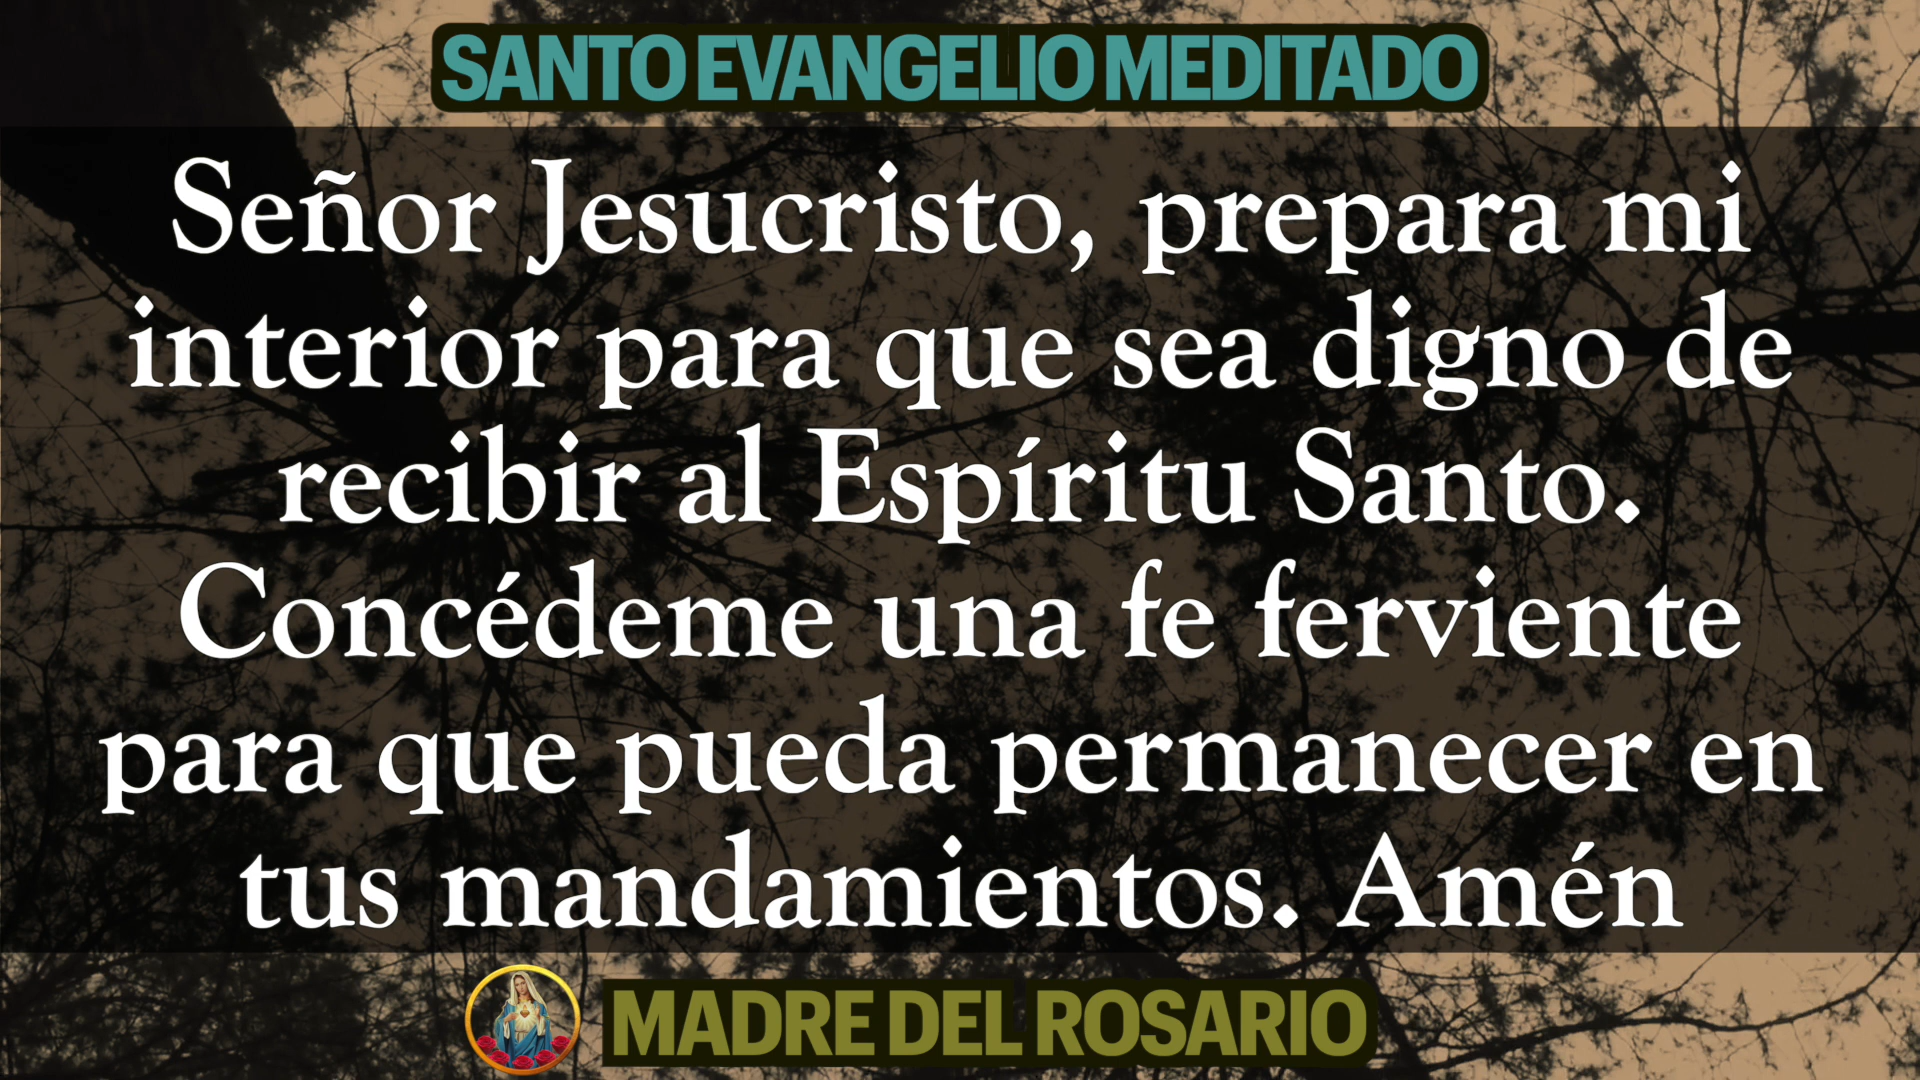 SANTO EVANGELIO MEDITADO
Señor Jesucristo, prepara mi
interior para que sea digno de
recibir al Espíritu Santo.
Concédeme una fe ferviente
para que pueda permanecer en
tus mandamientos. Amén
MADRE DEL ROSARIO